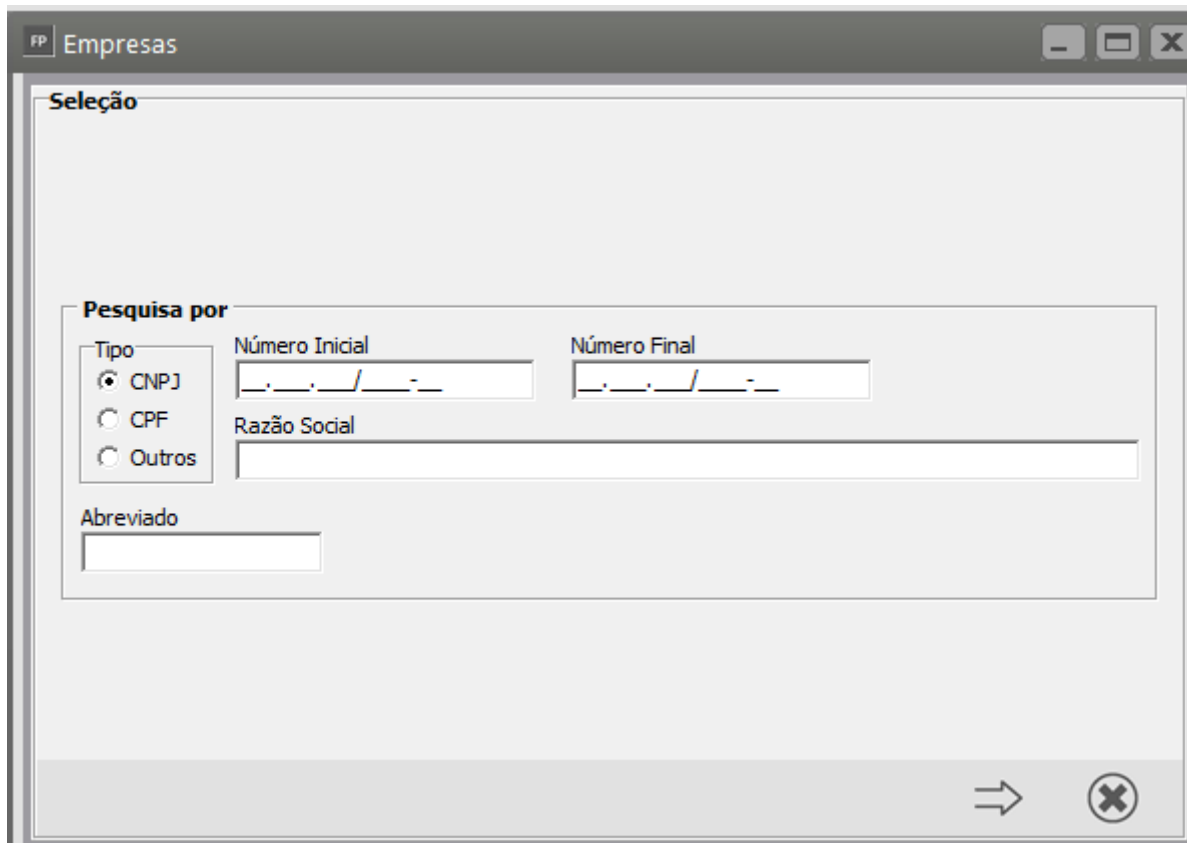 FP Empresas
Seleção
Pesquisa por
Tipo
Número Inicial
Número Final
CNPJ
__.___.___/____-__
__.___.___/____-__
CPF
Razão Social
Outros
Abreviado